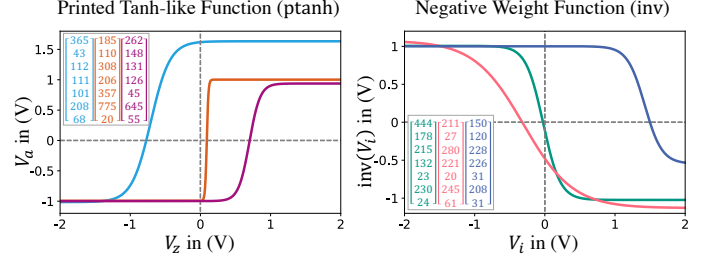 Printed Tanh-like Function (ptanh)
1.5
1
0.5
0
-0.5
-1
-2
-1
0
1
2
V_a in (V)
V_z in (V)
365 185 262
43 110 148
112 308 131
111 206 126
101 357 45
208 775 645
68 20 55
Negative Weight Function (inv)
1
0.5
0
-0.5
-1
-2
-1
0
1
2
inv(V_i) in (V)
V_i in (V)
444 211 150
178 27 120
215 280 228
132 221 226
23 20 31
230 245 208
24 61 31